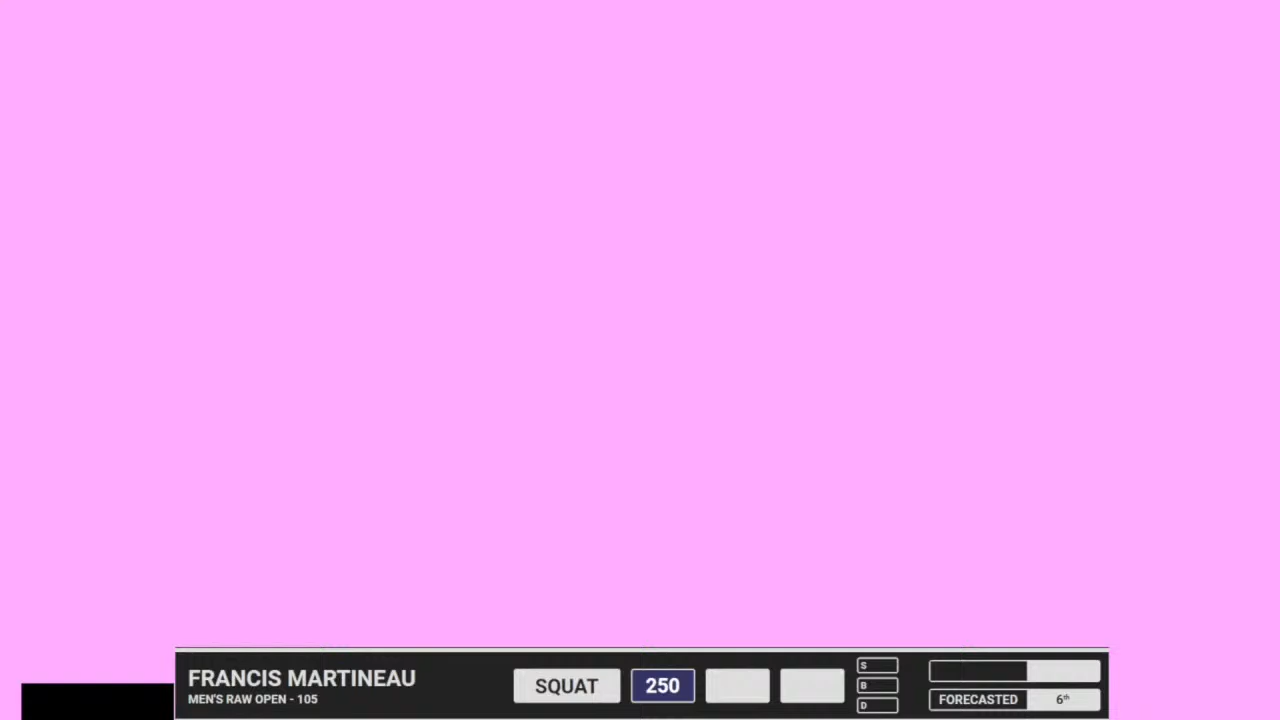 FRANCIS MARTINEAU
MEN'S RAW OPEN - 105
SQUAT
250
S
B
D
FORECASTED
6th